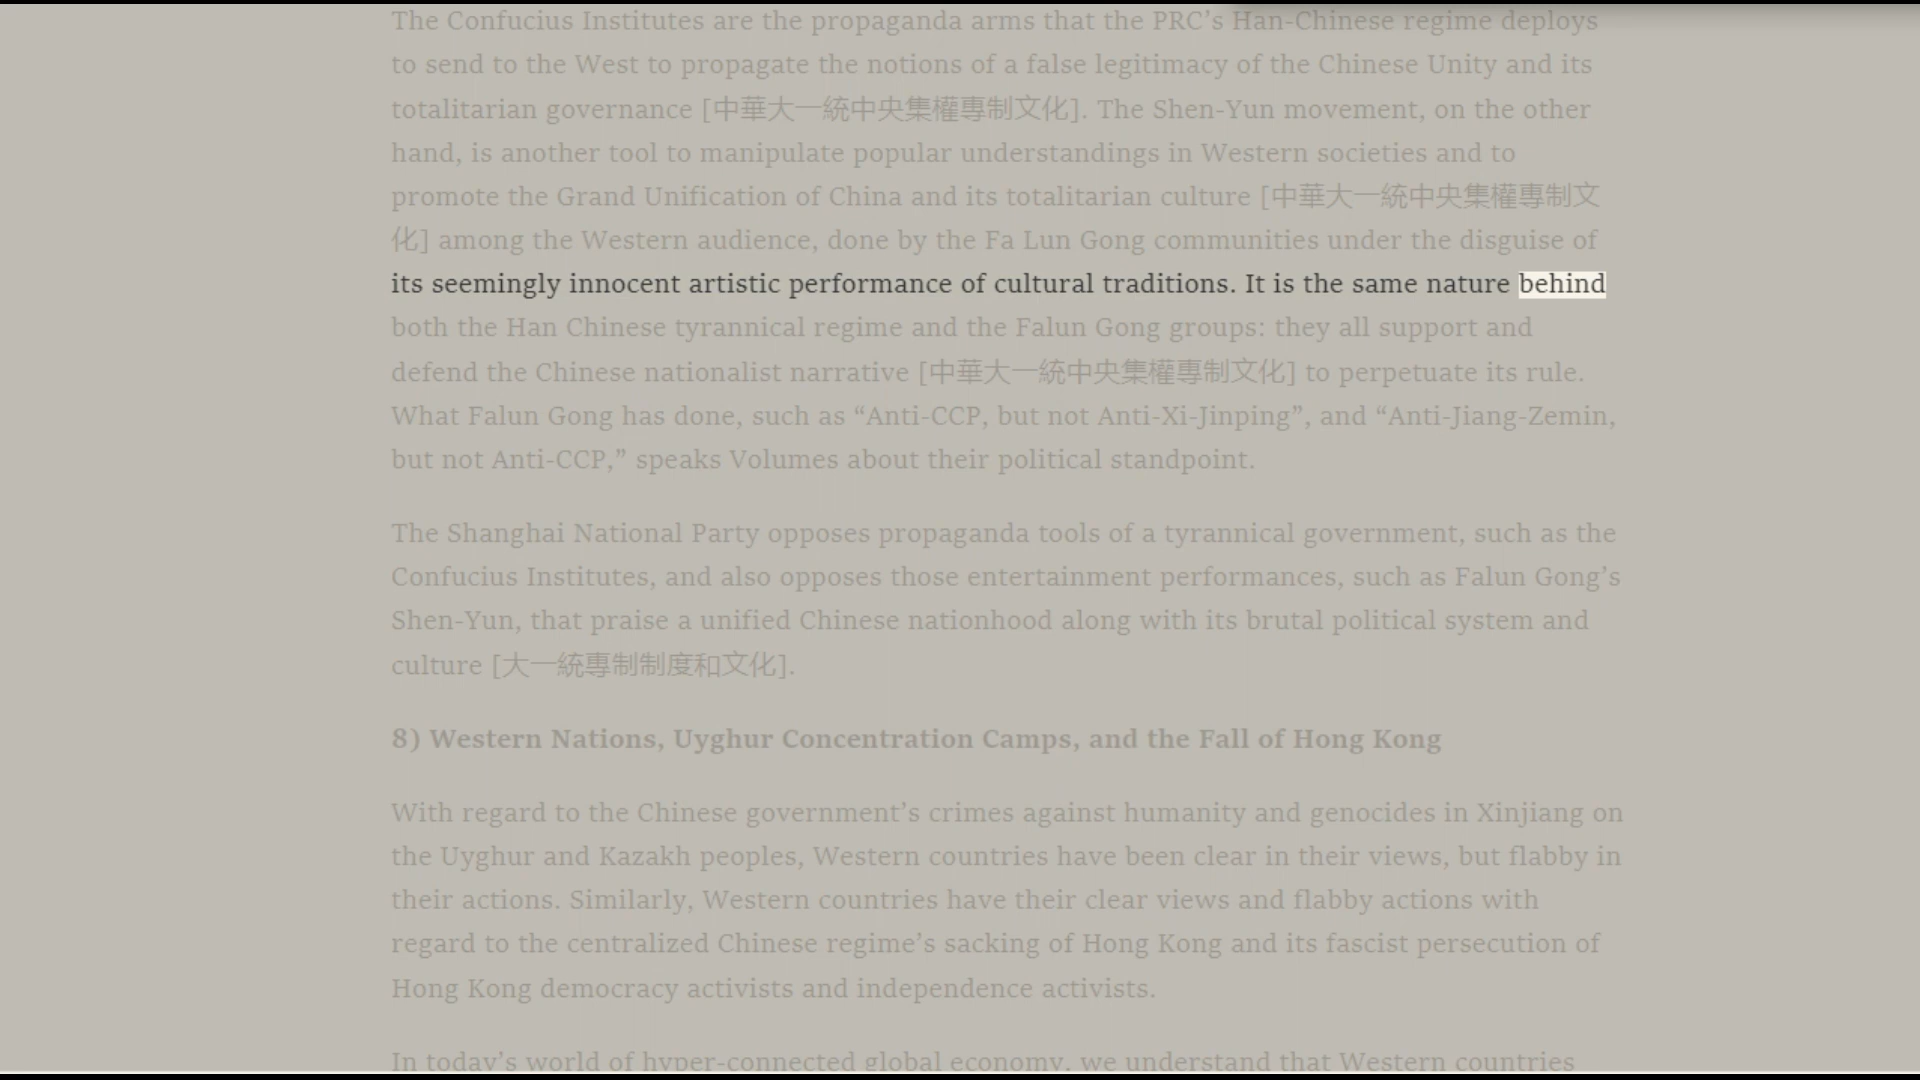 The Confucius Institutes are the propaganda arms that the PRC’s Han-Chinese regime deploys
to send to the West to propagate the notions of a false legitimacy of the Chinese Unity and its
totalitarian governance [中華大一統中央集權專制文化]. The Shen-Yun movement, on the other
hand, is another tool to manipulate popular understandings in Western societies and to
promote the Grand Unification of China and its totalitarian culture [中華大一統中央集權專制文
化] among the Western audience, done by the Fa Lun Gong communities under the disguise of
its seemingly innocent artistic performance of cultural traditions. It is the same nature behind
both the Han Chinese tyrannical regime and the Falun Gong groups: they all support and
defend the Chinese nationalist narrative [中華大一統中央集權專制文化] to perpetuate its rule.
What Falun Gong has done, such as “Anti-CCP, but not Anti-Xi-Jinping”, and “Anti-Jiang-Zemin,
but not Anti-CCP,” speaks Volumes about their political standpoint.
The Shanghai National Party opposes propaganda tools of a tyrannical government, such as the
Confucius Institutes, and also opposes those entertainment performances, such as Falun Gong’s
Shen-Yun, that praise a unified Chinese nationhood along with its brutal political system and
culture [大一統專制制度和文化].
8) Western Nations, Uyghur Concentration Camps, and the Fall of Hong Kong
With regard to the Chinese government’s crimes against humanity and genocides in Xinjiang on
the Uyghur and Kazakh peoples, Western countries have been clear in their views, but flabby in
their actions. Similarly, Western countries have their clear views and flabby actions with
regard to the centralized Chinese regime’s sacking of Hong Kong and its fascist persecution of
Hong Kong democracy activists and independence activists.
In today’s world of hyper-connected global economy, we understand that Western countries